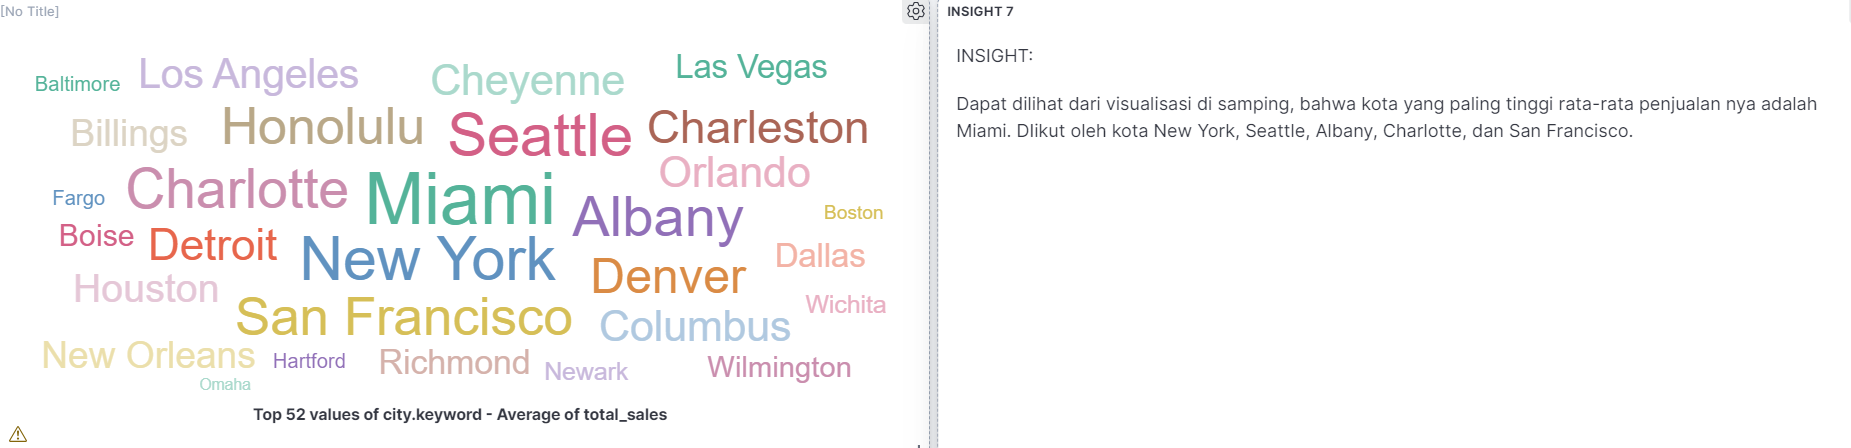 [No Title]
Baltimore
Los Angeles
Cheyenne
Las Vegas
Billings
Honolulu
Seattle
Charleston
Charlotte
Miami
Orlando
Fargo
Albany
Boston
Boise
Detroit
New York
Denver
Dallas
Houston
San Francisco
Columbus
Wichita
New Orleans
Hartford
Richmond
Newark
Wilmington
Omaha
Top 52 values of city.keyword - Average of total_sales
INSIGHT 7
INSIGHT:
Dapat dilihat dari visualisasi di samping, bahwa kota yang paling tinggi rata-rata penjualan nya adalah
Miami. DIikut oleh kota New York, Seattle, Albany, Charlotte, dan San Francisco.